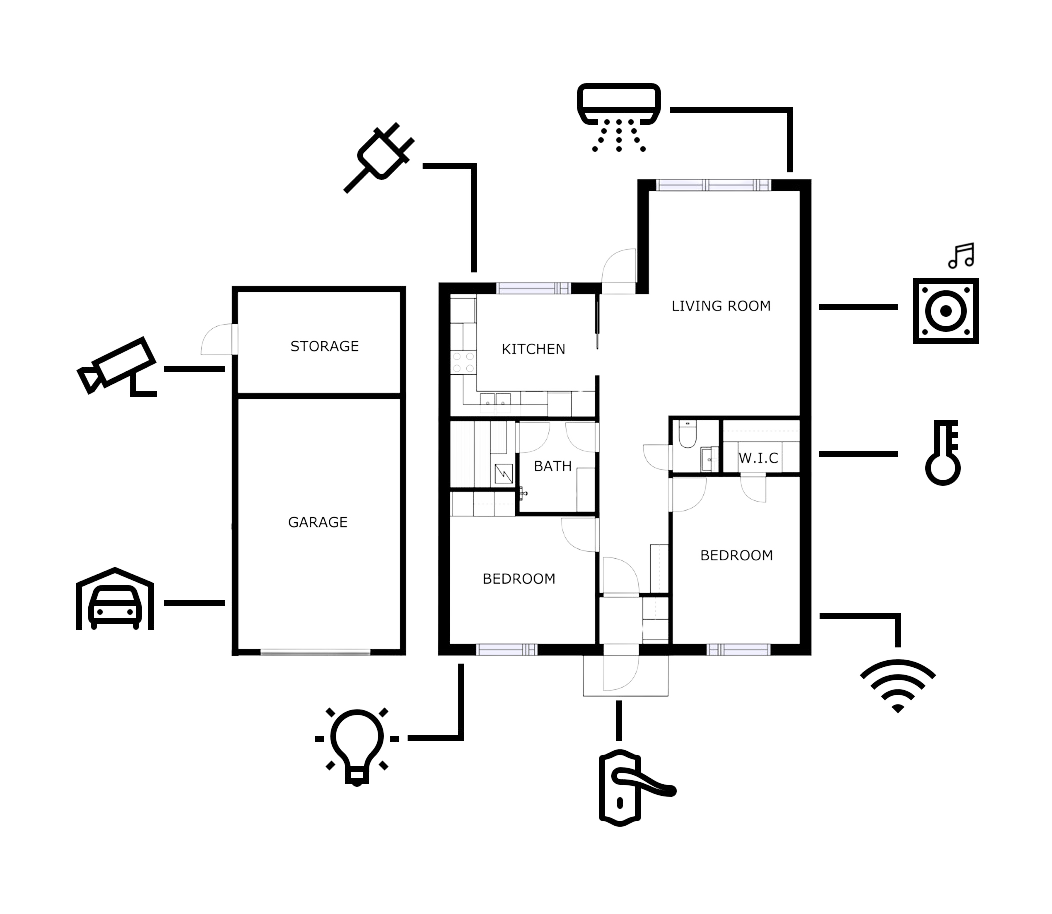 LIVING ROOM
STORAGE
KITCHEN
W.I.C
BATH
GARAGE
BEDROOM
BEDROOM